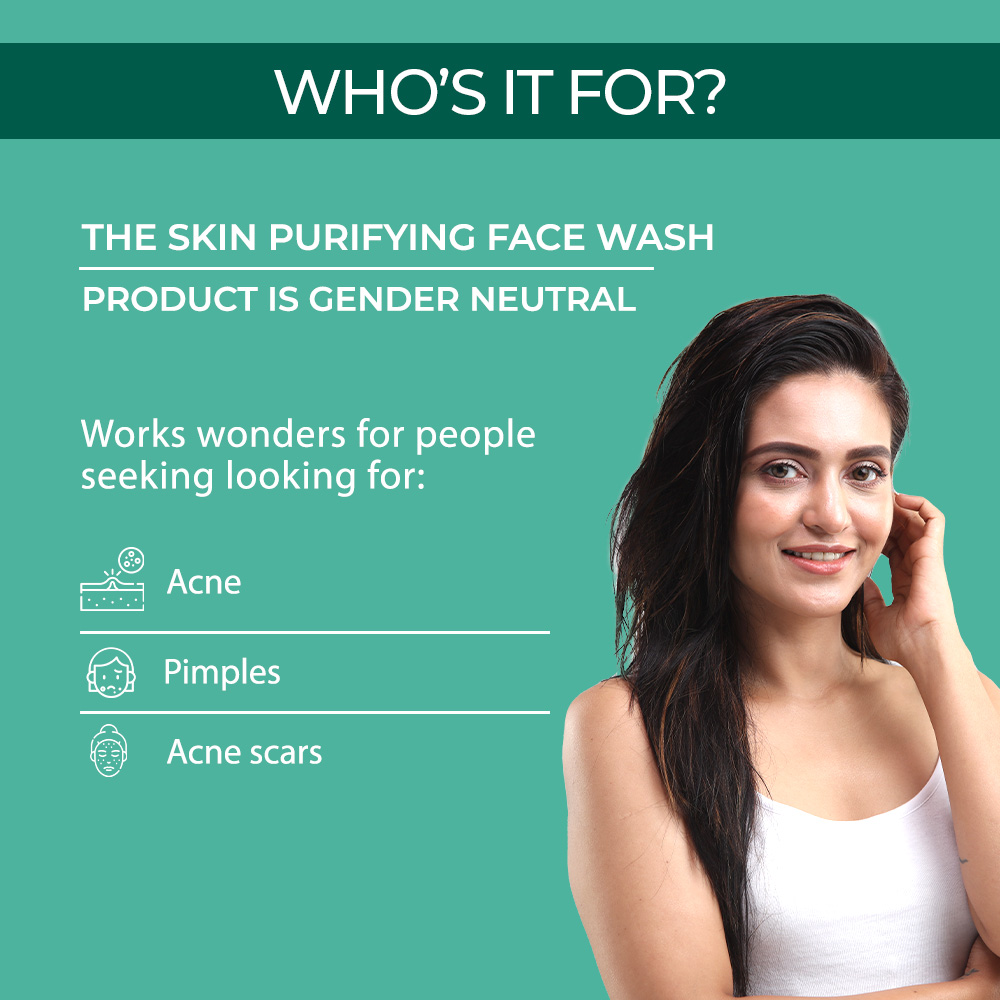 WHO'S IT FOR?
THE SKIN PURIFYING FACE WASH
PRODUCT IS GENDER NEUTRAL
Works wonders for people
seeking looking for:
Acne
Pimples
Acne scars